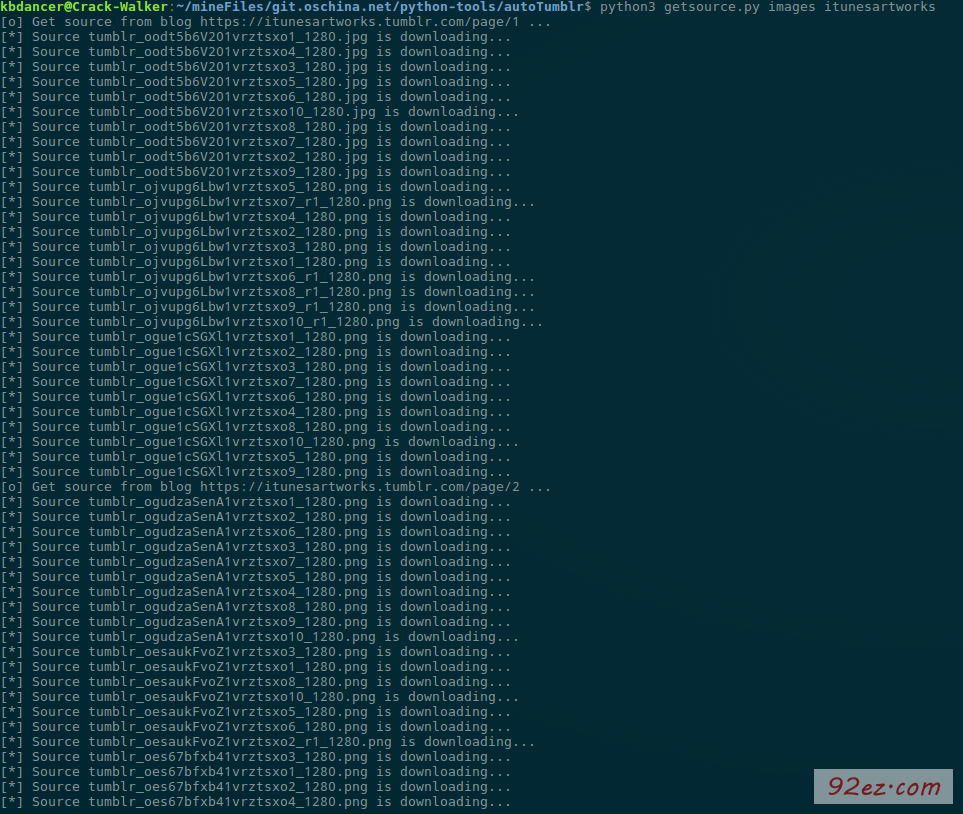 kbdancer@Crack-Walker:~/mineFiles/git.oschina.net/python-tools/autoTumblr$ python3 getsource.py images itunesartworks
[o] Get source from blog https://itunesartworks.tumblr.com/page/1 ...
[*] Source tumblr_oodt5b6V2O1vrztsxo1_1280.jpg is downloading...
[*] Source tumblr_oodt5b6V2O1vrztsxo4_1280.jpg is downloading...
[*] Source tumblr_oodt5b6V2O1vrztsxo3_1280.jpg is downloading...
[*] Source tumblr_oodt5b6V2O1vrztsxo5_1280.jpg is downloading...
[*] Source tumblr_oodt5b6V2O1vrztsxo6_1280.jpg is downloading...
[*] Source tumblr_oodt5b6V2O1vrztsxo10_1280.jpg is downloading...
[*] Source tumblr_oodt5b6V2O1vrztsxo8_1280.jpg is downloading...
[*] Source tumblr_oodt5b6V2O1vrztsxo7_1280.jpg is downloading...
[*] Source tumblr_oodt5b6V2O1vrztsxo2_1280.jpg is downloading...
[*] Source tumblr_oodt5b6V2O1vrztsxo9_1280.jpg is downloading...
[*] Source tumblr_ojvupg6Lbw1vrztsxo5_1280.png is downloading...
[*] Source tumblr_ojvupg6Lbw1vrztsxo7_r1_1280.png is downloading...
[*] Source tumblr_ojvupg6Lbw1vrztsxo4_1280.png is downloading...
[*] Source tumblr_ojvupg6Lbw1vrztsxo2_1280.png is downloading...
[*] Source tumblr_ojvupg6Lbw1vrztsxo3_1280.png is downloading...
[*] Source tumblr_ojvupg6Lbw1vrztsxo1_1280.png is downloading...
[*] Source tumblr_ojvupg6Lbw1vrztsxo6_r1_1280.png is downloading...
[*] Source tumblr_ojvupg6Lbw1vrztsxo8_r1_1280.png is downloading...
[*] Source tumblr_ojvupg6Lbw1vrztsxo9_r1_1280.png is downloading...
[*] Source tumblr_ojvupg6Lbw1vrztsxo10_r1_1280.png is downloading...
[*] Source tumblr_ogue1cSGXl1vrztsxo1_1280.png is downloading...
[*] Source tumblr_ogue1cSGXl1vrztsxo2_1280.png is downloading...
[*] Source tumblr_ogue1cSGXl1vrztsxo3_1280.png is downloading...
[*] Source tumblr_ogue1cSGXl1vrztsxo7_1280.png is downloading...
[*] Source tumblr_ogue1cSGXl1vrztsxo6_1280.png is downloading...
[*] Source tumblr_ogue1cSGXl1vrztsxo4_1280.png is downloading...
[*] Source tumblr_ogue1cSGXl1vrztsxo8_1280.png is downloading...
[*] Source tumblr_ogue1cSGXl1vrztsxo10_1280.png is downloading...
[*] Source tumblr_ogue1cSGXl1vrztsxo5_1280.png is downloading...
[*] Source tumblr_ogue1cSGXl1vrztsxo9_1280.png is downloading...
[o] Get source from blog https://itunesartworks.tumblr.com/page/2 ...
[*] Source tumblr_ogudzaSenA1vrztsxo1_1280.png is downloading...
[*] Source tumblr_ogudzaSenA1vrztsxo2_1280.png is downloading...
[*] Source tumblr_ogudzaSenA1vrztsxo6_1280.png is downloading...
[*] Source tumblr_ogudzaSenA1vrztsxo3_1280.png is downloading...
[*] Source tumblr_ogudzaSenA1vrztsxo7_1280.png is downloading...
[*] Source tumblr_ogudzaSenA1vrztsxo5_1280.png is downloading...
[*] Source tumblr_ogudzaSenA1vrztsxo4_1280.png is downloading...
[*] Source tumblr_ogudzaSenA1vrztsxo8_1280.png is downloading...
[*] Source tumblr_ogudzaSenA1vrztsxo9_1280.png is downloading...
[*] Source tumblr_ogudzaSenA1vrztsxo10_1280.png is downloading...
[*] Source tumblr_oesaukFvoZ1vrztsxo3_1280.png is downloading...
[*] Source tumblr_oesaukFvoZ1vrztsxo1_1280.png is downloading...
[*] Source tumblr_oesaukFvoZ1vrztsxo8_1280.png is downloading...
[*] Source tumblr_oesaukFvoZ1vrztsxo10_1280.png is downloading...
[*] Source tumblr_oesaukFvoZ1vrztsxo5_1280.png is downloading...
[*] Source tumblr_oesaukFvoZ1vrztsxo6_1280.png is downloading...
[*] Source tumblr_oesaukFvoZ1vrztsxo2_r1_1280.png is downloading...
[*] Source tumblr_oes67bfxb41vrztsxo3_1280.png is downloading...
[*] Source tumblr_oes67bfxb41vrztsxo1_1280.png is downloading...
[*] Source tumblr_oes67bfxb41vrztsxo2_1280.png is downloading...
[*] Source tumblr_oes67bfxb41vrztsxo4_1280.png is downloading...
92ez.com